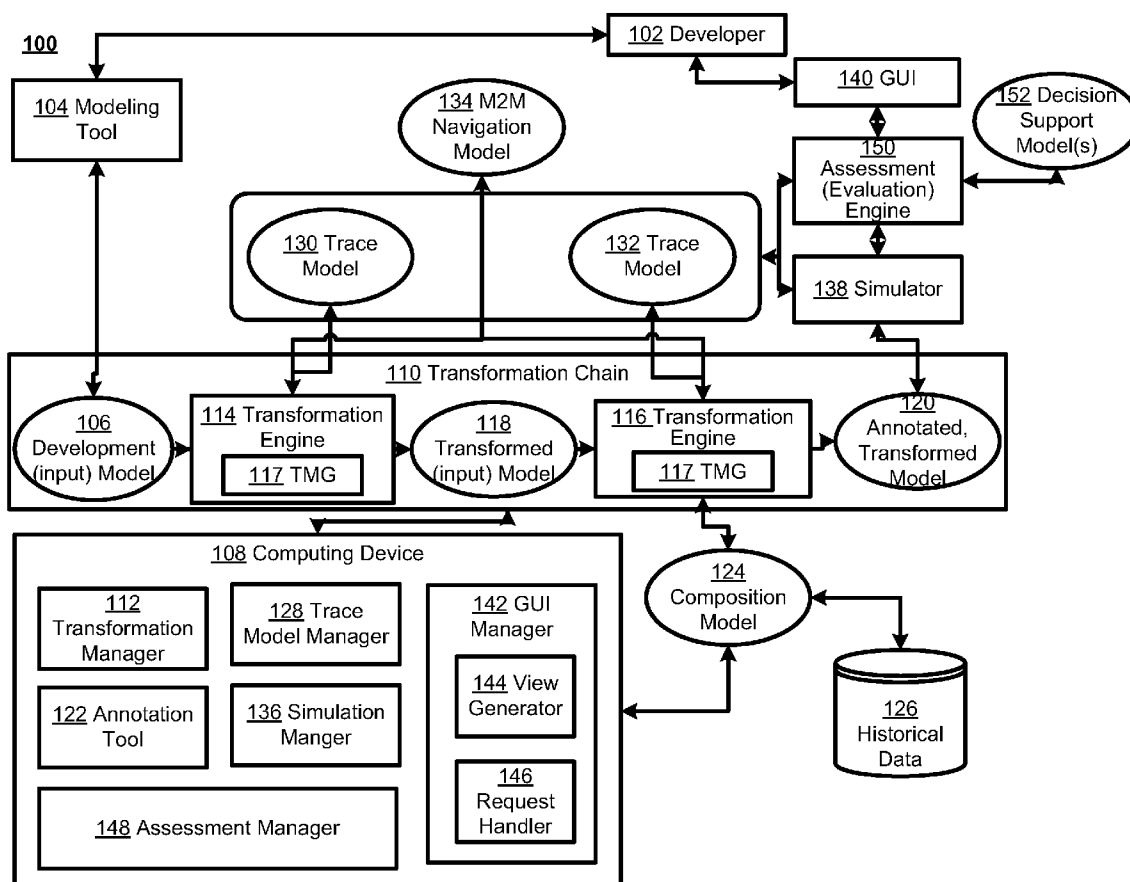 100
102 Developer
104 Modeling
Tool
134 M2M
Navigation
Model
140 GUI
152 Decision
Support
Model(s)
150
Assessment
(Evaluation)
Engine
130 Trace
Model
132 Trace
Model
138 Simulator
110 Transformation Chain
106
Development
(input) Model
114 Transformation
Engine
117 TMG
118
Transformed
(input) Model
116 Transformation
Engine
117 TMG
120
Annotated,
Transformed
Model
108 Computing Device
112
Transformation
Manager
128 Trace
Model Manager
142 GUI
Manager
122 Annotation
Tool
136 Simulation
Manger
144 View
Generator
146
Request
Handler
148 Assessment Manager
124
Composition
Model
126
Historical
Data